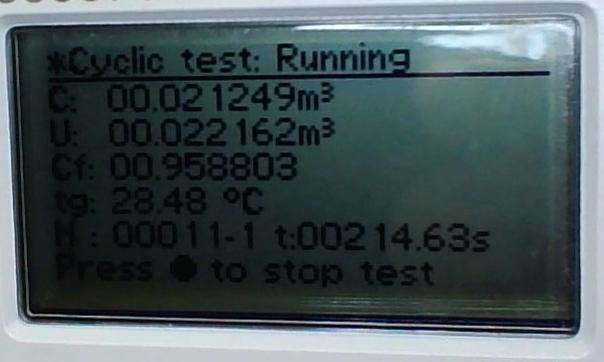 *Cyclic test: Running
C: 00.021249m³
U: 00.022162m³
Cf: 00.958803
tg: 28.48 °C
N : 00011-1 t:00214.63s
Press ● to stop test